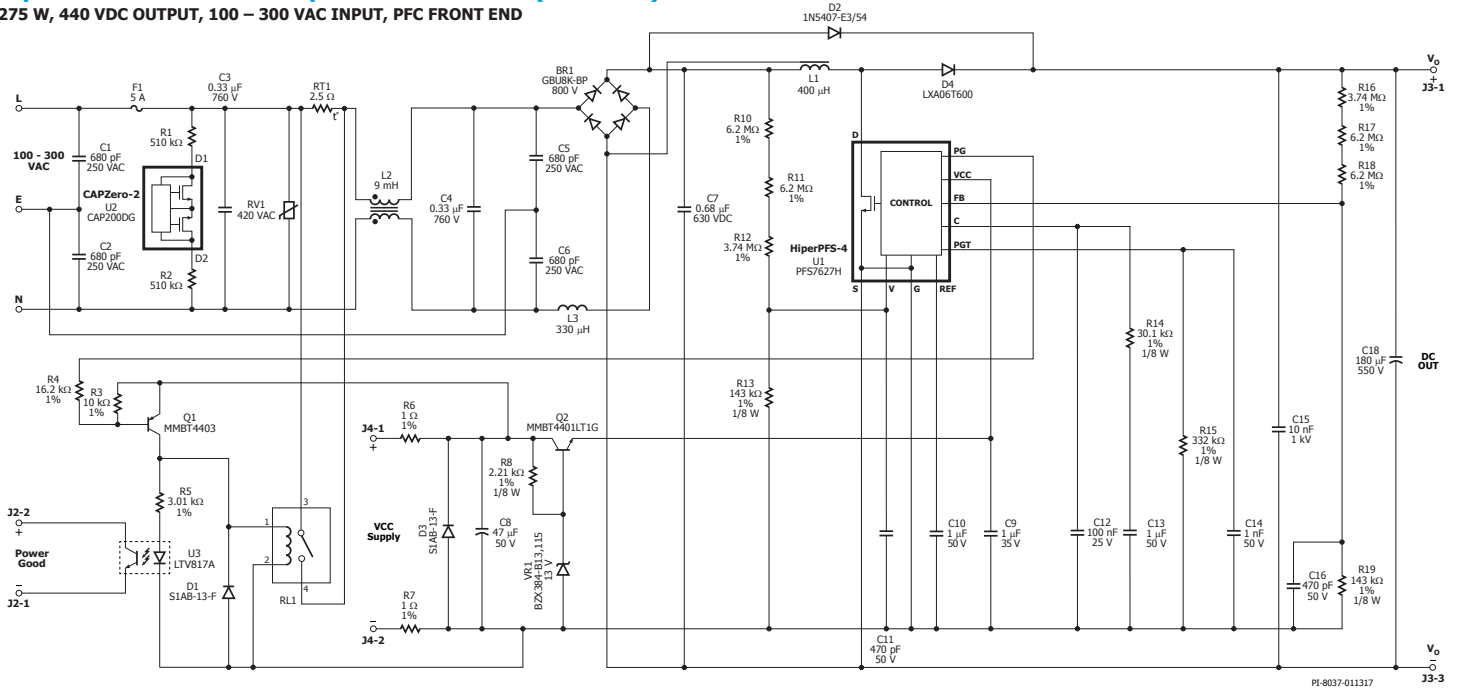 275 W, 440 VDC OUTPUT, 100 – 300 VAC INPUT, PFC FRONT END
D2
1N5407-E3/54
BR1
GBU8K-BP
800 V
L1
400 µH
D4
LXA06T600
VO
+
J3-1
L
F1
5 A
C3
0.33 µF
760 V
RT1
2.5 Ω
t°
R1
510 kΩ
D1
C1
680 pF
250 VAC
100 - 300
VAC
E
CAPZero-2
U2
CAP200DG
RV1
420 VAC
D2
C2
680 pF
250 VAC
R2
510 kΩ
N
L2
9 mH
C4
0.33 µF
760 V
C5
680 pF
250 VAC
C6
680 pF
250 VAC
L3
330 µH
C7
0.68 µF
630 VDC
R10
6.2 MΩ
1%
R11
6.2 MΩ
1%
R12
3.74 MΩ
1%
R13
143 kΩ
1%
1/8 W
D
PG
VCC
FB
C
PGT
CONTROL
HiperPFS-4
U1
PFS7627H
S
V
G
REF
R16
3.74 MΩ
1%
R17
6.2 MΩ
1%
R18
6.2 MΩ
1%
R14
30.1 kΩ
1%
1/8 W
R15
332 kΩ
1%
1/8 W
C18
180 µF
550 V
DC
OUT
C15
10 nF
1 kV
R4
16.2 kΩ
1%
R3
10 kΩ
1%
Q1
MMBT4403
R5
3.01 kΩ
1%
J2-2
+
Power
Good
–
J2-1
U3
LTV817A
D1
S1AB-13-F
1
2
3
4
RL1
J4-1
+
R6
1 Ω
1%
Q2
MMBT4401LT1G
R8
2.21 kΩ
1%
1/8 W
VCC
Supply
D3
S1AB-13-F
C8
47 µF
50 V
VR1
BZX384-B13,115
13 V
R7
1 Ω
1%
–
J4-2
C11
470 pF
50 V
C10
1 µF
50 V
C9
1 µF
35 V
C12
100 nF
25 V
C13
1 µF
50 V
C14
1 nF
50 V
C16
470 pF
50 V
R19
143 kΩ
1%
1/8 W
VO
–
J3-3
PI-8037-011317